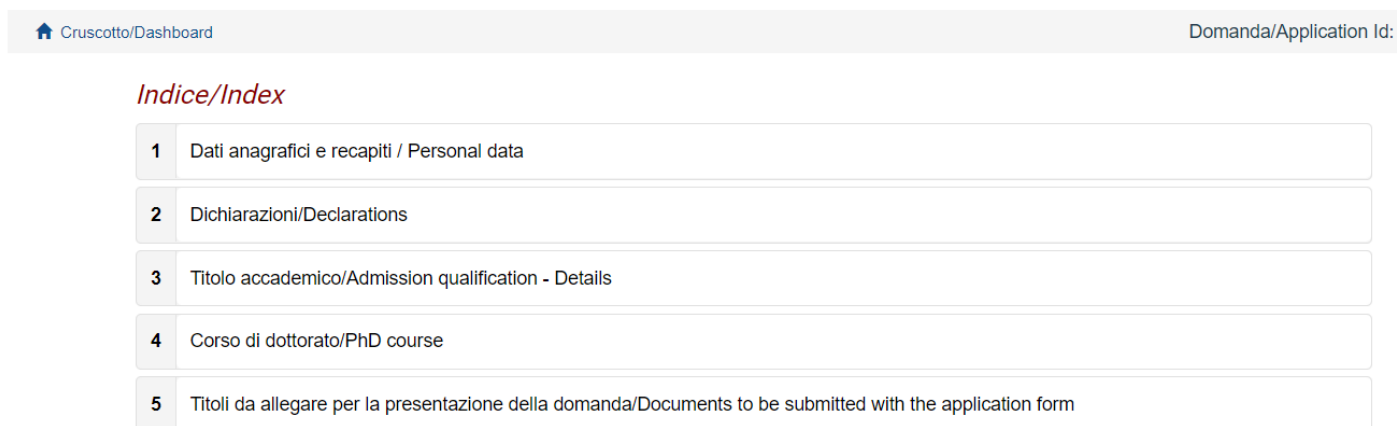 Cruscotto/Dashboard
Domanda/Application Id:
Indice/Index
1 Dati anagrafici e recapiti / Personal data
2 Dichiarazioni/Declarations
3 Titolo accademico/Admission qualification - Details
4 Corso di dottorato/PhD course
5 Titoli da allegare per la presentazione della domanda/Documents to be submitted with the application form